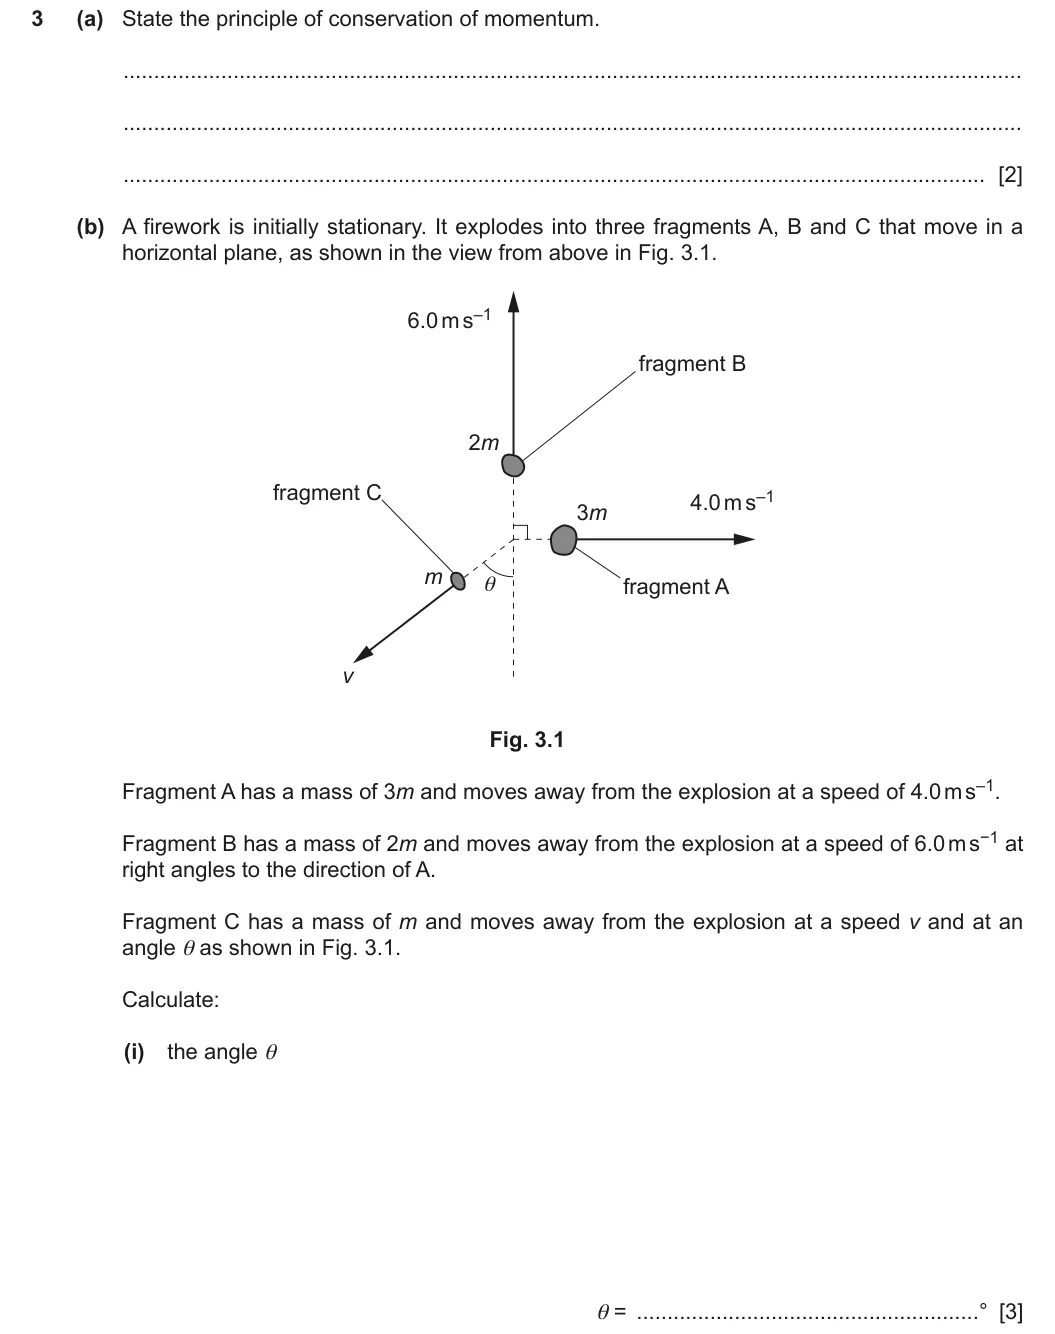 3 (a) State the principle of conservation of momentum.
..........................................................................................................................................................
..........................................................................................................................................................
.................................................................................................................................................... [2]
(b) A firework is initially stationary. It explodes into three fragments A, B and C that move in a
horizontal plane, as shown in the view from above in Fig. 3.1.
6.0 m s⁻¹
fragment B
2m
fragment C
4.0 m s⁻¹
3m
m
θ
fragment A
v
Fig. 3.1
Fragment A has a mass of 3m and moves away from the explosion at a speed of 4.0 m s⁻¹.
Fragment B has a mass of 2m and moves away from the explosion at a speed of 6.0 m s⁻¹ at
right angles to the direction of A.
Fragment C has a mass of m and moves away from the explosion at a speed v and at an
angle θ as shown in Fig. 3.1.
Calculate:
(i) the angle θ
θ = ........................................................ ° [3]